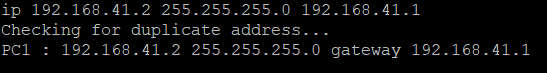 ip 192.168.41.2 255.255.255.0 192.168.41.1
Checking for duplicate address...
PC1 : 192.168.41.2 255.255.255.0 gateway 192.168.41.1